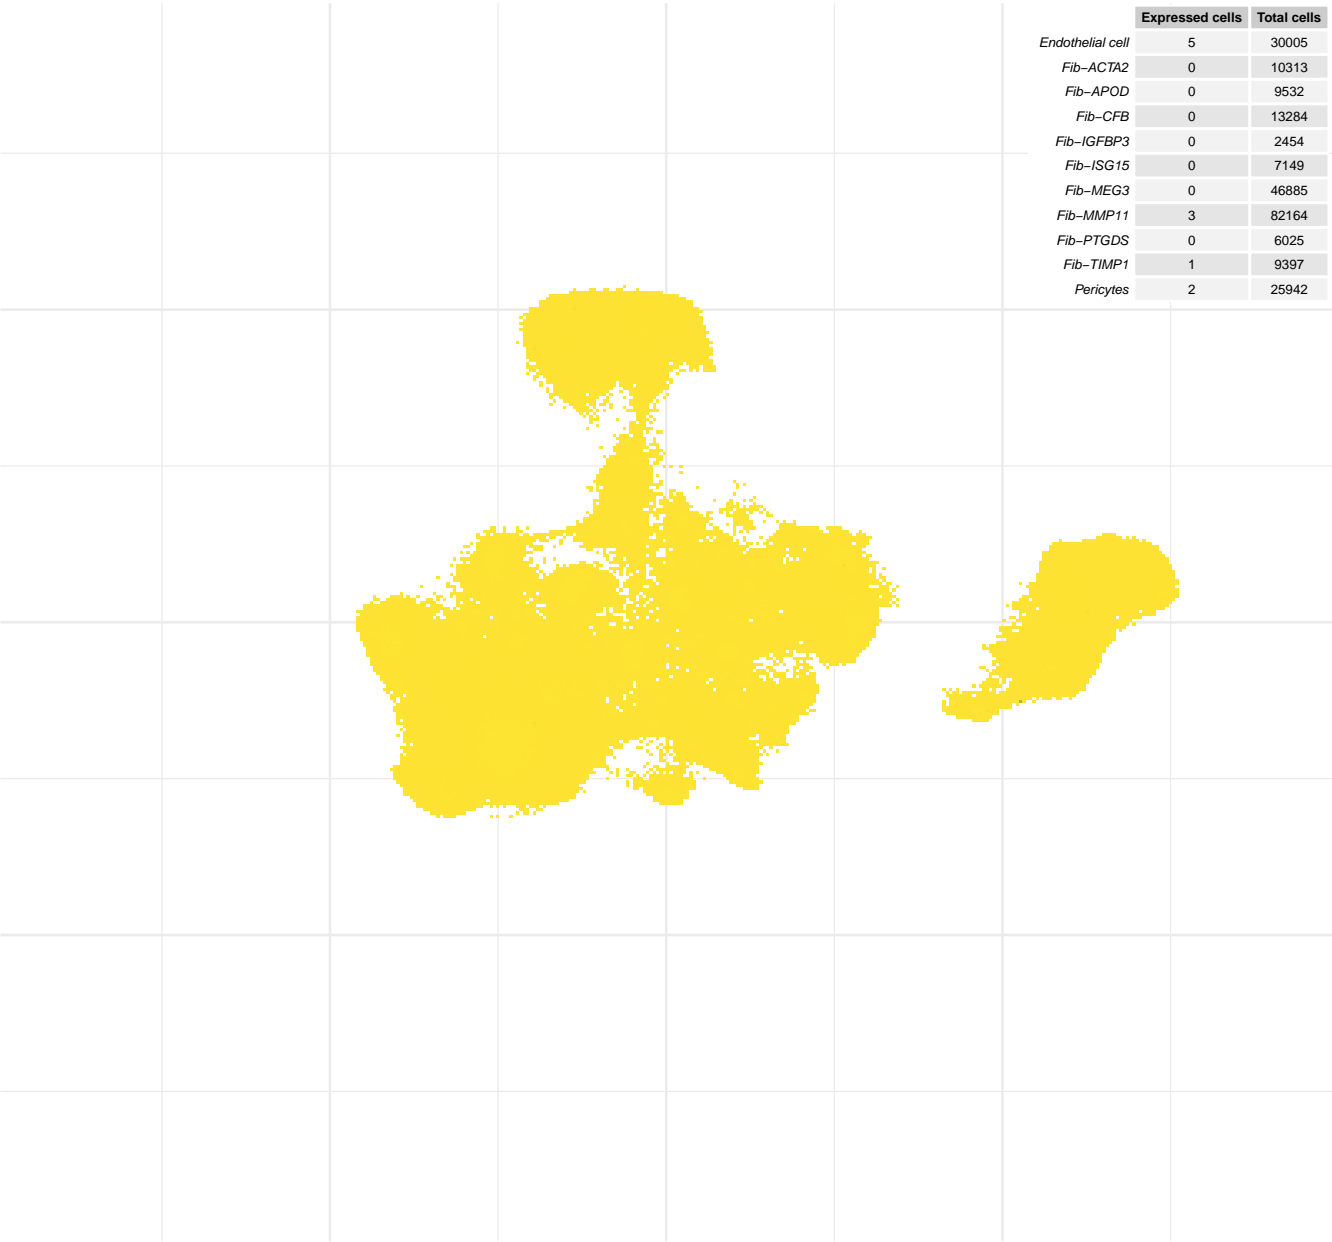 Expressed cells Total cells
Endothelial cell 5 30005
Fib−ACTA2 0 10313
Fib−APOD 0 9532
Fib−CFB 0 13284
Fib−IGFBP3 0 2454
Fib−ISG15 0 7149
Fib−MEG3 0 46885
Fib−MMP11 3 82164
Fib−PTGDS 0 6025
Fib−TIMP1 1 9397
Pericytes 2 25942